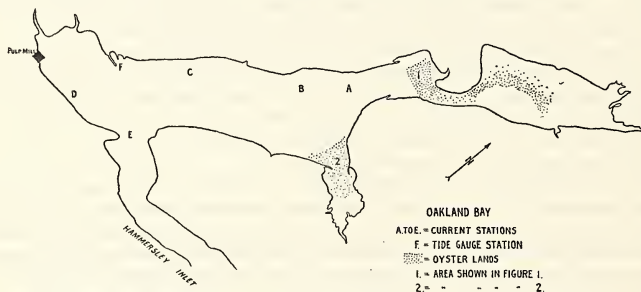 PULP MILL
F
C
B
A
1
D
E
2
HAMMERSLEY INLET
N
OAKLAND BAY
A.TOE. = CURRENT STATIONS
F. = TIDE GAUGE STATION
= OYSTER LANDS
1. = AREA SHOWN IN FIGURE 1.
2. = " " " " 2.